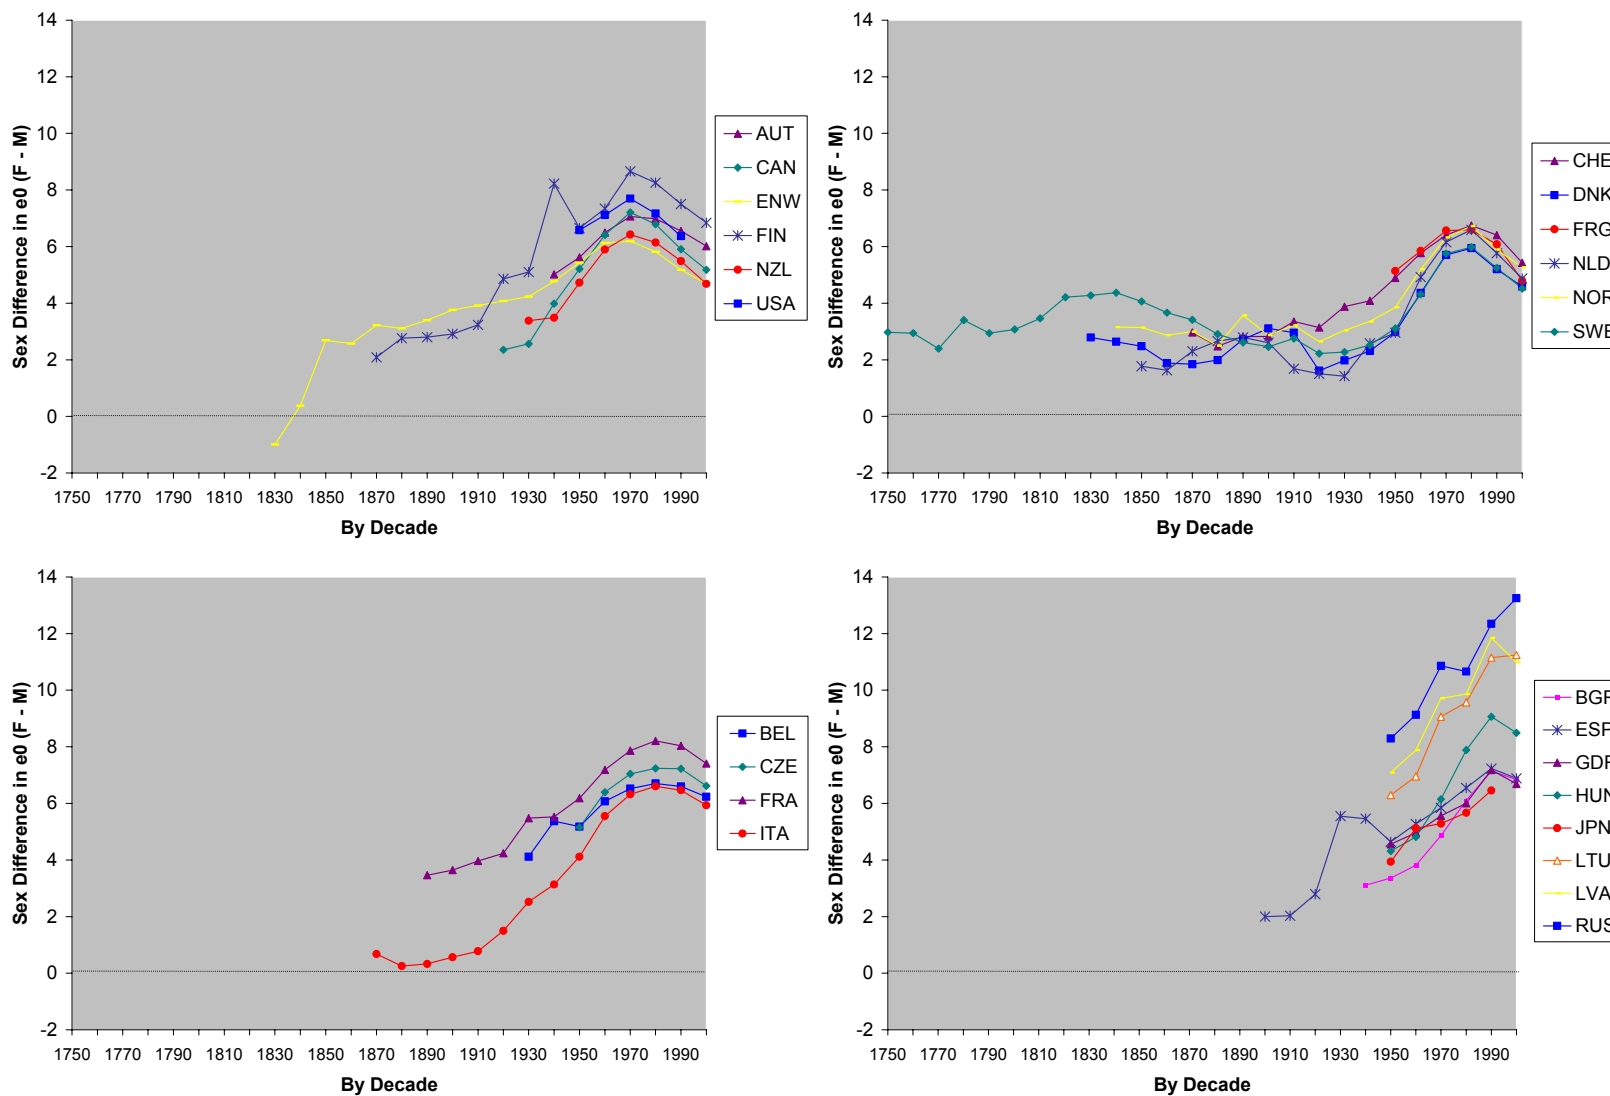 14
12
10
8
6
4
2
0
-2
Sex Difference in e0 (F - M)
1750 1770 1790 1810 1830 1850 1870 1890 1910 1930 1950 1970 1990
By Decade
AUT
CAN
ENW
FIN
NZL
USA
14
12
10
8
6
4
2
0
-2
Sex Difference in e0 (F - M)
1750 1770 1790 1810 1830 1850 1870 1890 1910 1930 1950 1970 1990
By Decade
CHE
DNK
FRG
NLD
NOR
SWE
14
12
10
8
6
4
2
0
-2
Sex Difference in e0 (F - M)
1750 1770 1790 1810 1830 1850 1870 1890 1910 1930 1950 1970 1990
By Decade
BEL
CZE
FRA
ITA
14
12
10
8
6
4
2
0
-2
Sex Difference in e0 (F - M)
1750 1770 1790 1810 1830 1850 1870 1890 1910 1930 1950 1970 1990
By Decade
BGR
ESP
GDR
HUN
JPN
LTU
LVA
RUS